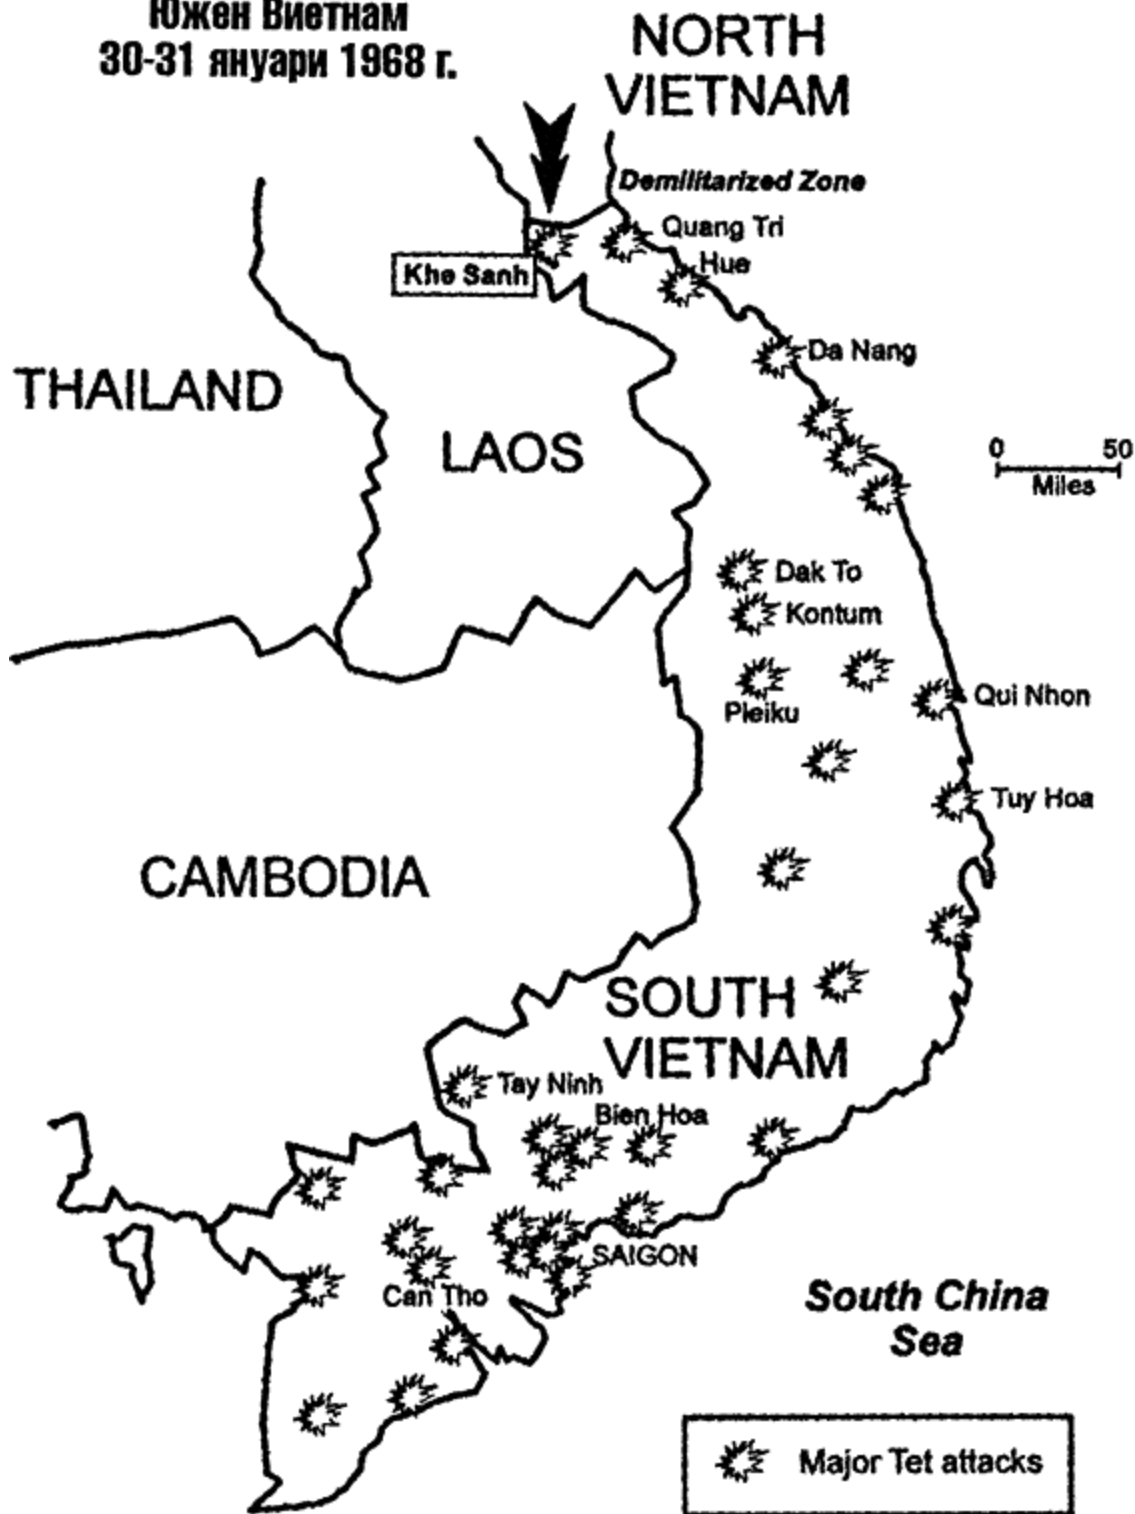 Южен Виетнам
30-31 януари 1968 г.
NORTH
VIETNAM
Demilitarized Zone
Quang Tri
Hue
Khe Sanh
Da Nang
THAILAND
LAOS
0 50
Miles
Dak To
Kontum
Pleiku
Qui Nhon
Tuy Hoa
CAMBODIA
SOUTH
VIETNAM
Tay Ninh
Bien Hoa
SAIGON
Can Tho
South China
Sea
Major Tet attacks